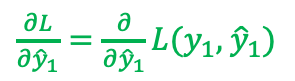 ∂L/∂ŷ₁ = ∂/∂ŷ₁ L(y₁, ŷ₁)